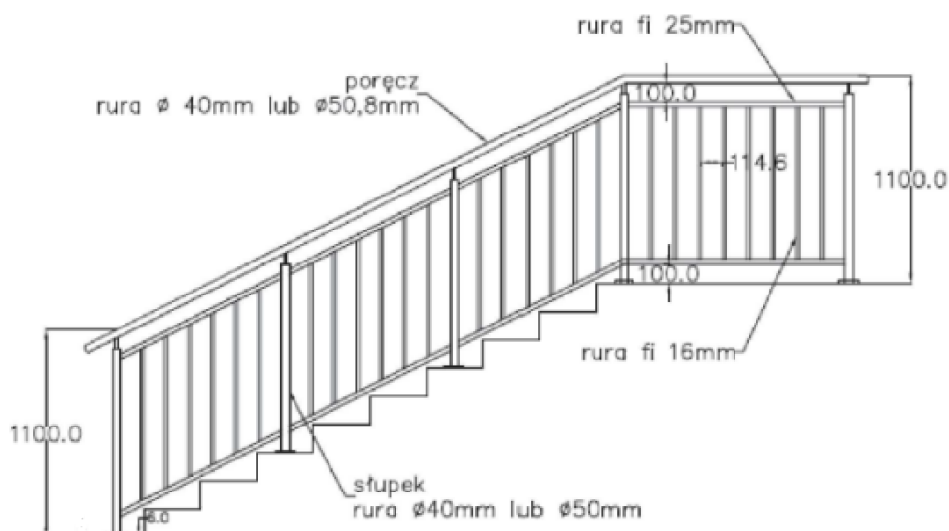 rura fi 25mm
poręcz
rura ø 40mm lub ø50,8mm
100.0
114.6
1100.0
100.0
rura fi 16mm
1100.0
słupek
rura ø40mm lub ø50mm